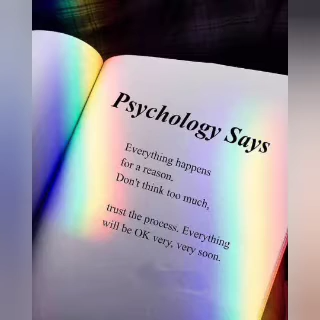 Psychology Says
Everything happens
for a reason.
Don't think too much,
trust the process. Everything
will be OK very, very soon.